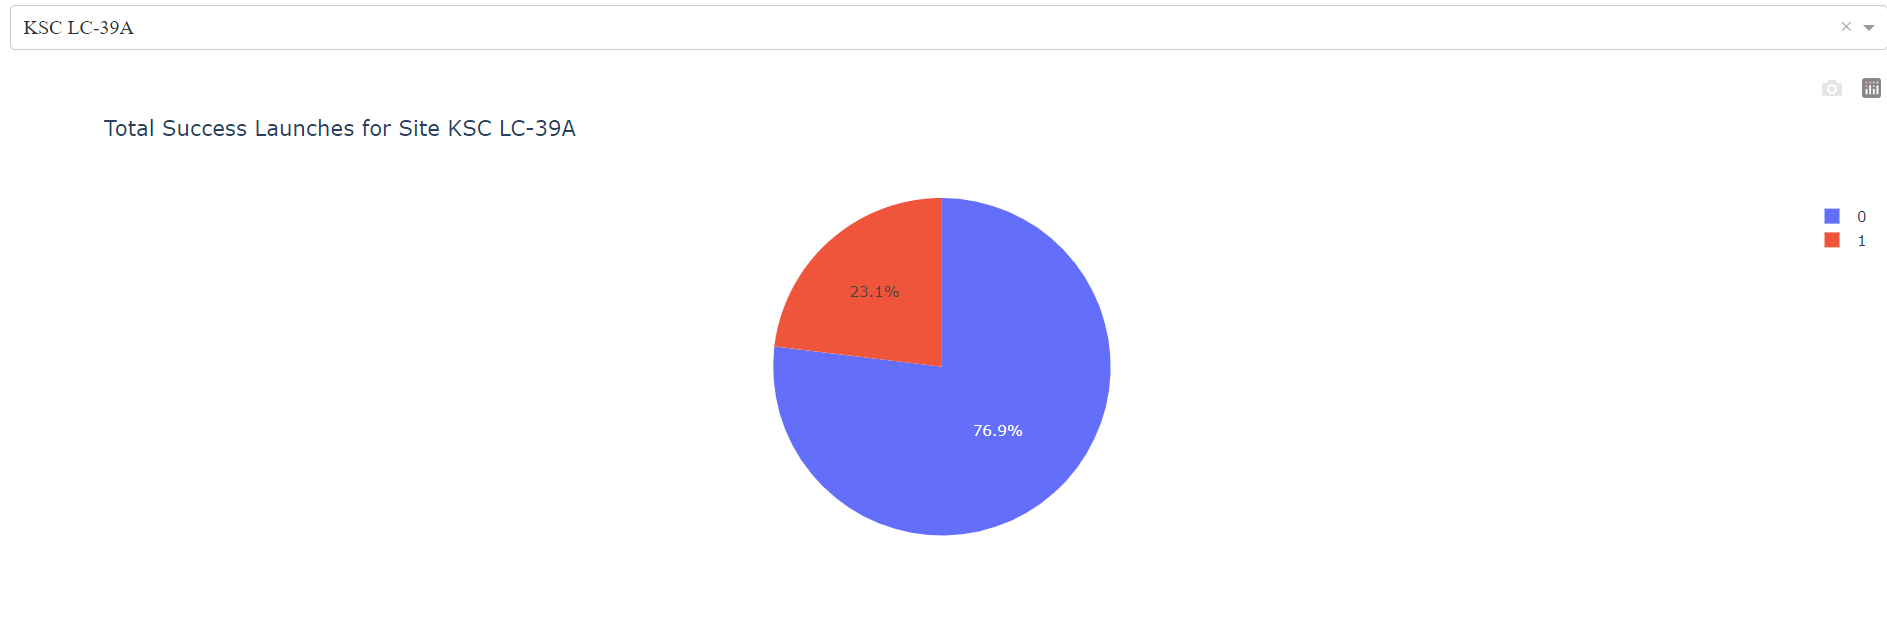 KSC LC-39A
Total Success Launches for Site KSC LC-39A
0
1
23.1%
76.9%